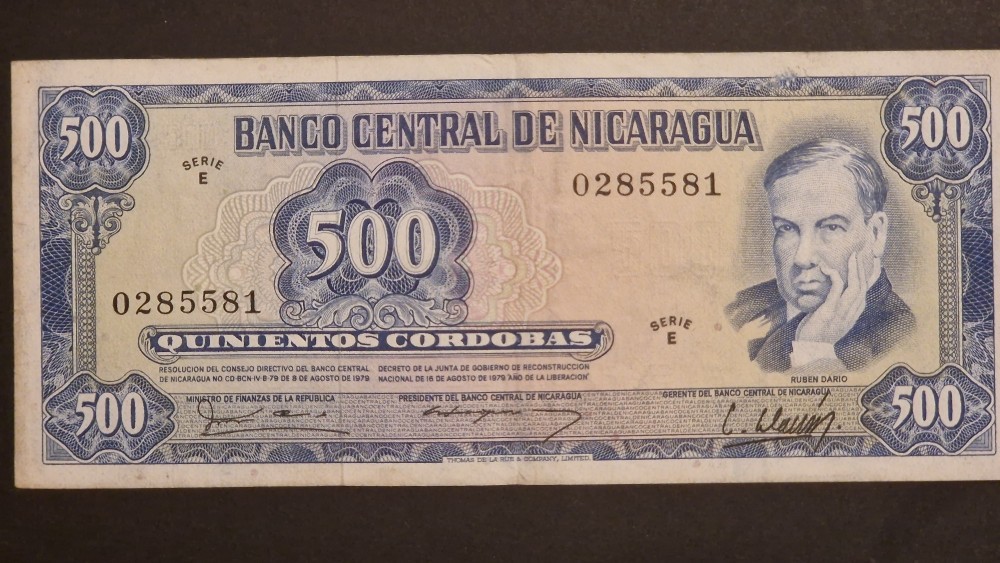 500
BANCO CENTRAL DE NICARAGUA
500
SERIE
E
0285581
500
0285581
SERIE
E
QUINIENTOS CORDOBAS
RESOLUCION DEL CONSEJO DIRECTIVO DEL BANCO CENTRAL
DE NICARAGUA NO. CD-BCN-IV-B-79 DE 8 DE AGOSTO DE 1979
DECRETO DE LA JUNTA DE GOBIERNO DE RECONSTRUCCION
NACIONAL DE 15 DE AGOSTO DE 1979 "AÑO DE LA LIBERACION"
RUBEN DARIO
500
MINISTRO DE FINANZAS DE LA REPUBLICA
PRESIDENTE DEL BANCO CENTRAL DE NICARAGUA
GERENTE DEL BANCO CENTRAL DE NICARAGUA
500
THOMAS DE LA RUE & COMPANY, LIMITED.